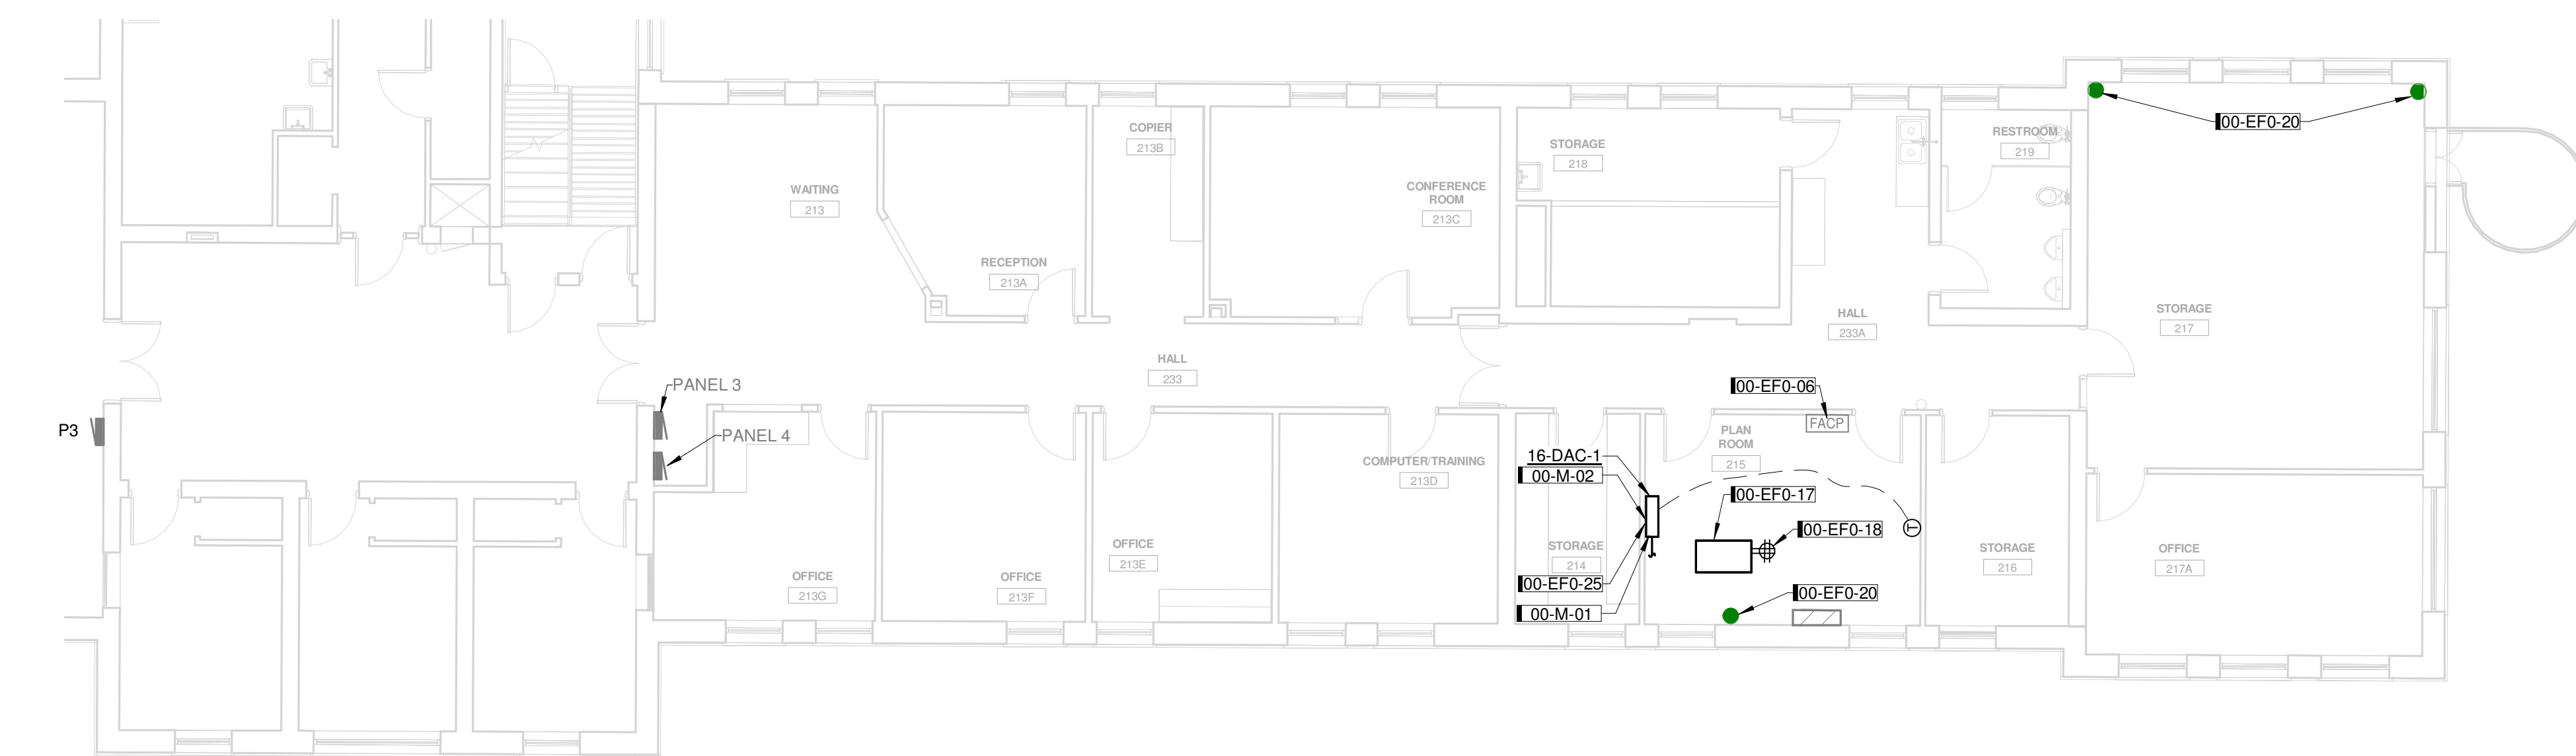 00-EF0-20
COPIER
213B
RESTROOM
219
STORAGE
218
WAITING
213
CONFERENCE
ROOM
213C
RECEPTION
213A
STORAGE
217
HALL
233A
HALL
233
PANEL 3
00-EF0-06
FACP
P3
PANEL 4
PLAN
ROOM
215
16-DAC-1
00-M-02
COMPUTER/TRAINING
213D
00-EF0-17
T
00-EF0-18
OFFICE
213E
STORAGE
214
STORAGE
216
OFFICE
217A
OFFICE
213G
OFFICE
213F
00-EF0-25
00-EF0-20
00-M-01